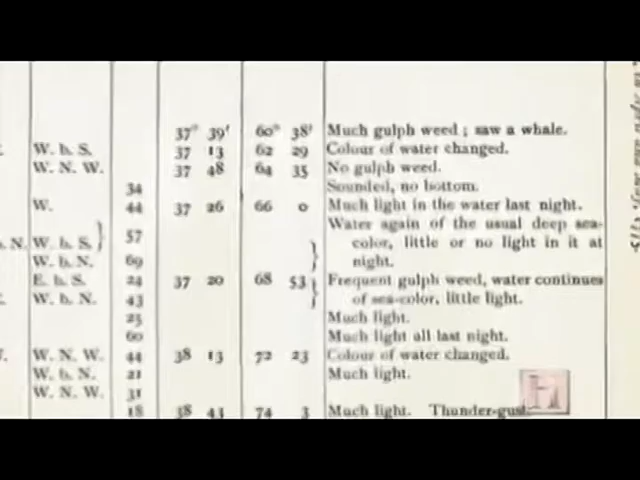 37° 39' 60° 38' Much gulph weed; saw a whale.
W. b. S. 37 13 62 29 Colour of water changed.
W. N. W. 37 48 64 35 No gulph weed.
34 Sounded, no bottom.
W. 44 37 26 66 0 Much light in the water last night.
Water again of the usual deep sea-
b. N. W. b. S. } 57 color, little or no light in it at
W. b. N. 69 } night.
E. b. S. 24 37 20 68 53 Frequent gulph weed, water continues
W. b. N. 43 } of sea-color, little light.
25 Much light.
60 Much light all last night.
W. N. W. 44 38 13 72 23 Colour of water changed.
W. b. N. 21 Much light.
W. N. W. 31
18 38 43 74 3 Much light. Thunder-gust.